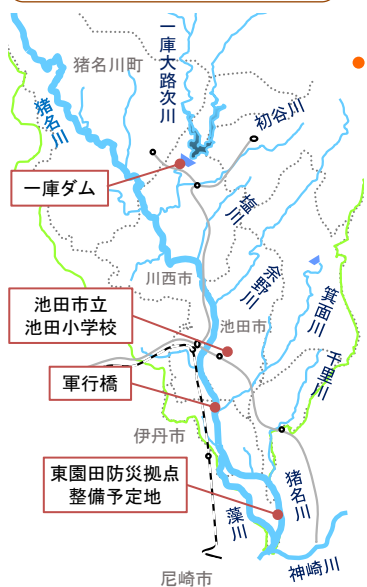 一庫大路次川
猪名川町
猪名川
初谷川
一庫ダム
塩川
余野川
川西市
箕面川
池田市立
池田小学校
池田市
千里川
軍行橋
伊丹市
東園田防災拠点
整備予定地
猪名川
藻川
神崎川
尼崎市